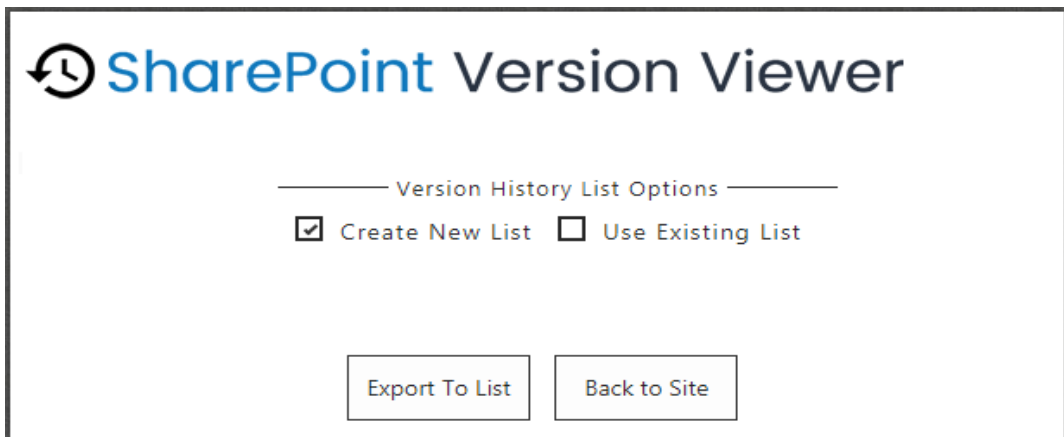 SharePoint Version Viewer
Version History List Options
Create New List Use Existing List
Export To List Back to Site